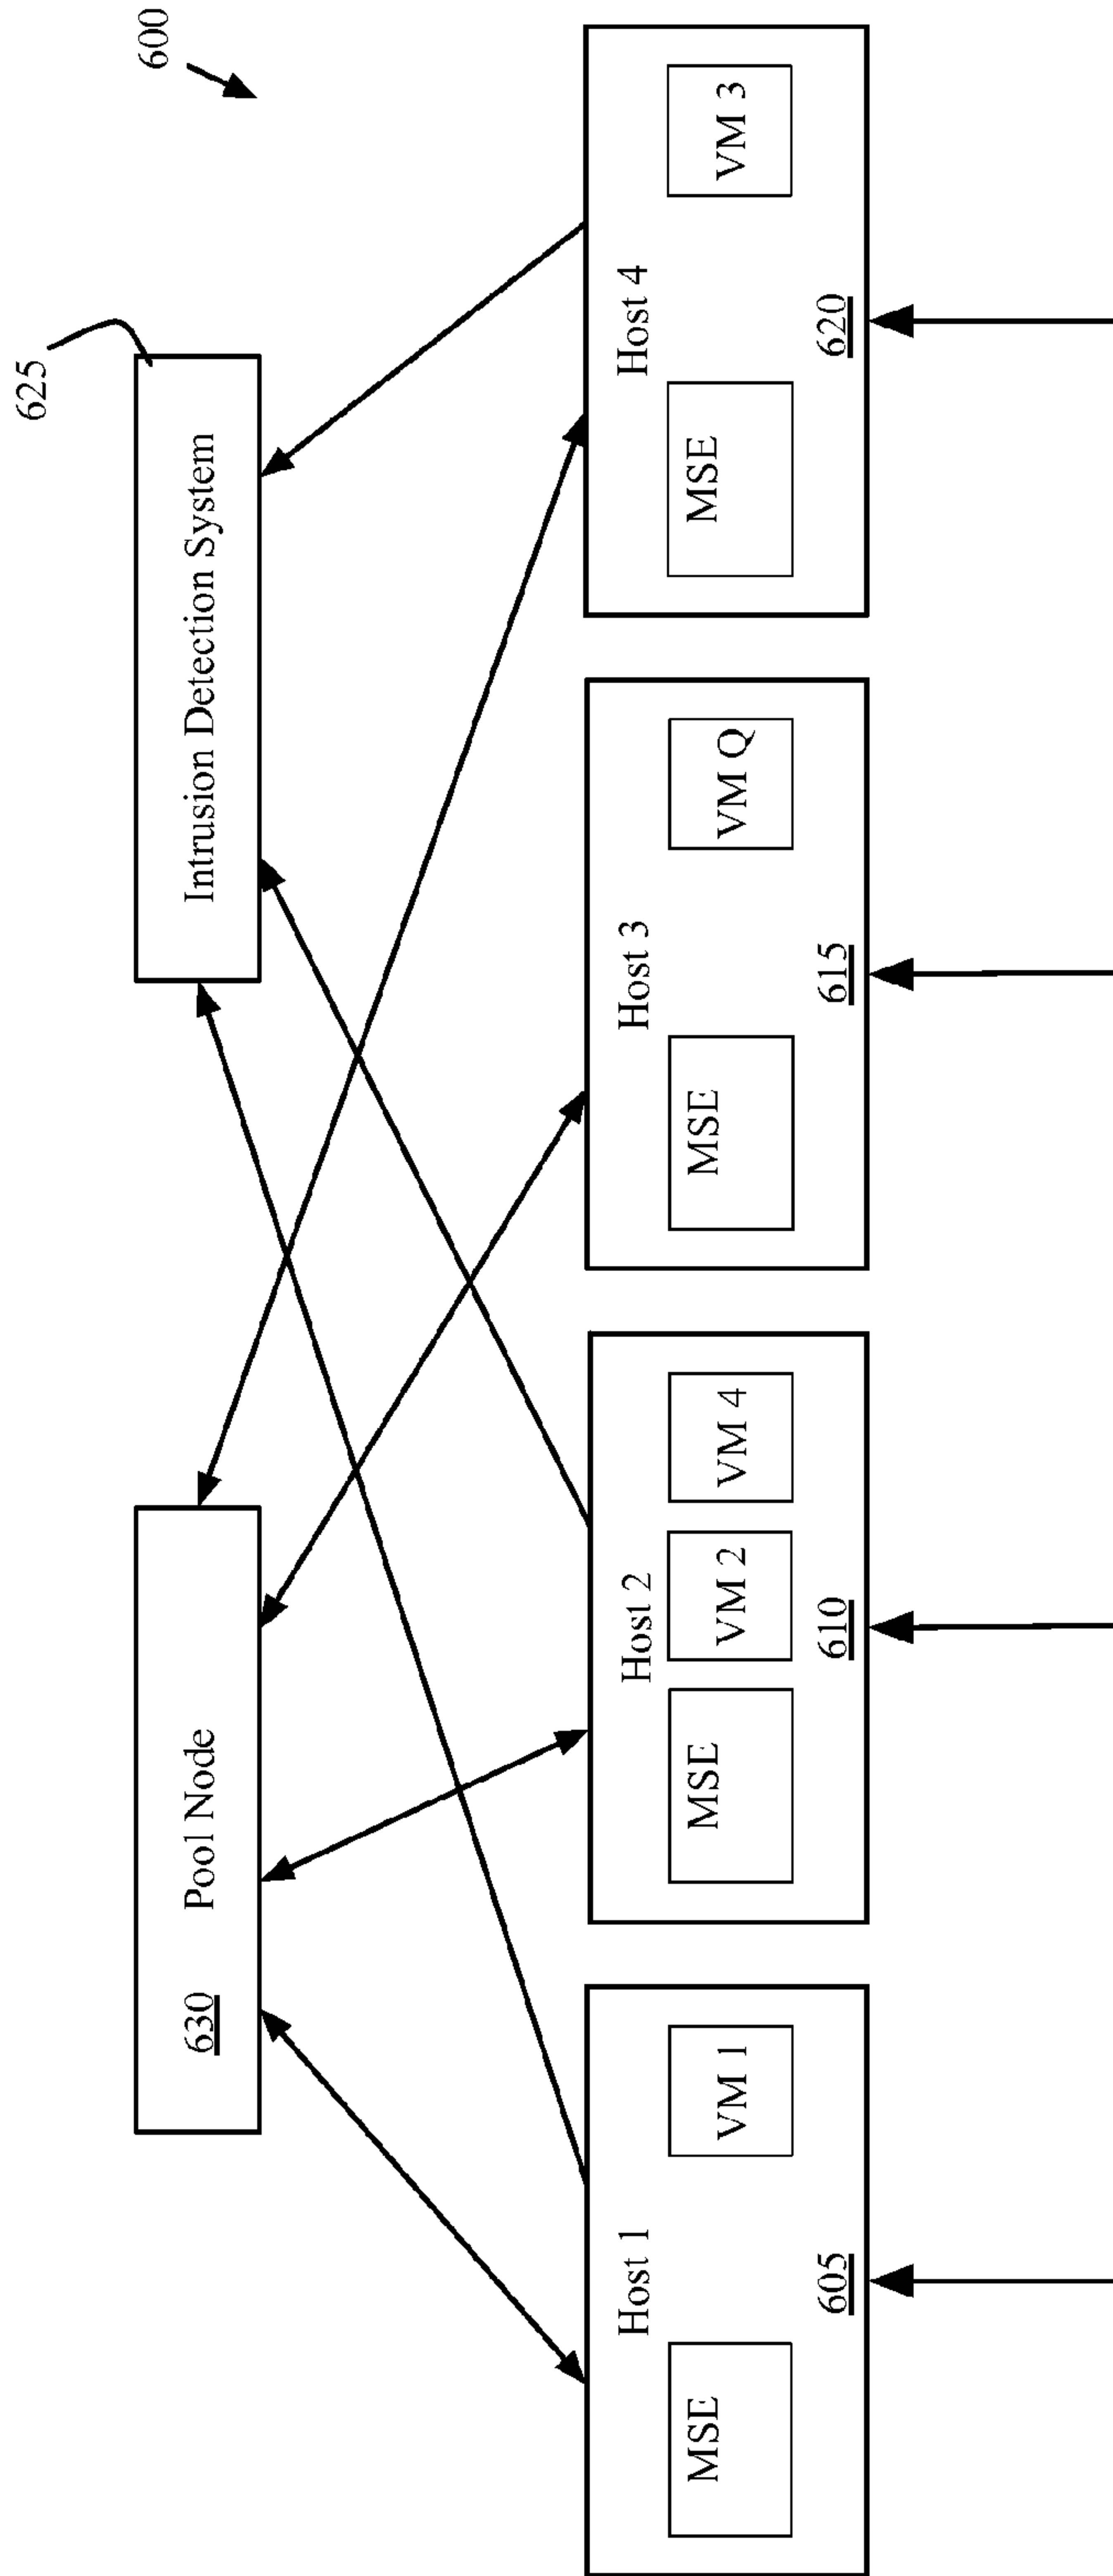 600
625
630 Pool Node
Intrusion Detection System
Host 1
MSE
VM 1
605
Host 2
MSE
VM 2
VM 4
610
Host 3
MSE
VM Q
615
Host 4
MSE
VM 3
620